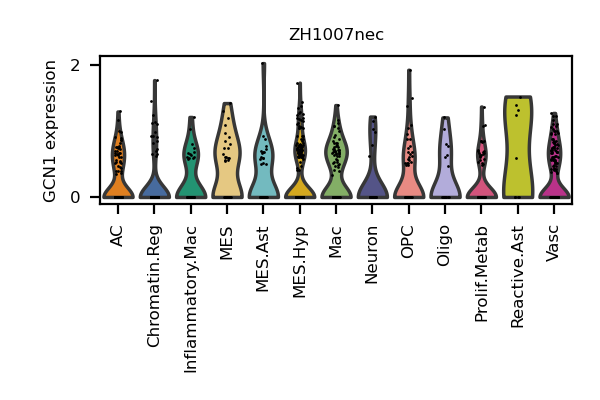 ZH1007nec
GCN1 expression
2
0
AC
Chromatin.Reg
Inflammatory.Mac
MES
MES.Ast
MES.Hyp
Mac
Neuron
OPC
Oligo
Prolif.Metab
Reactive.Ast
Vasc